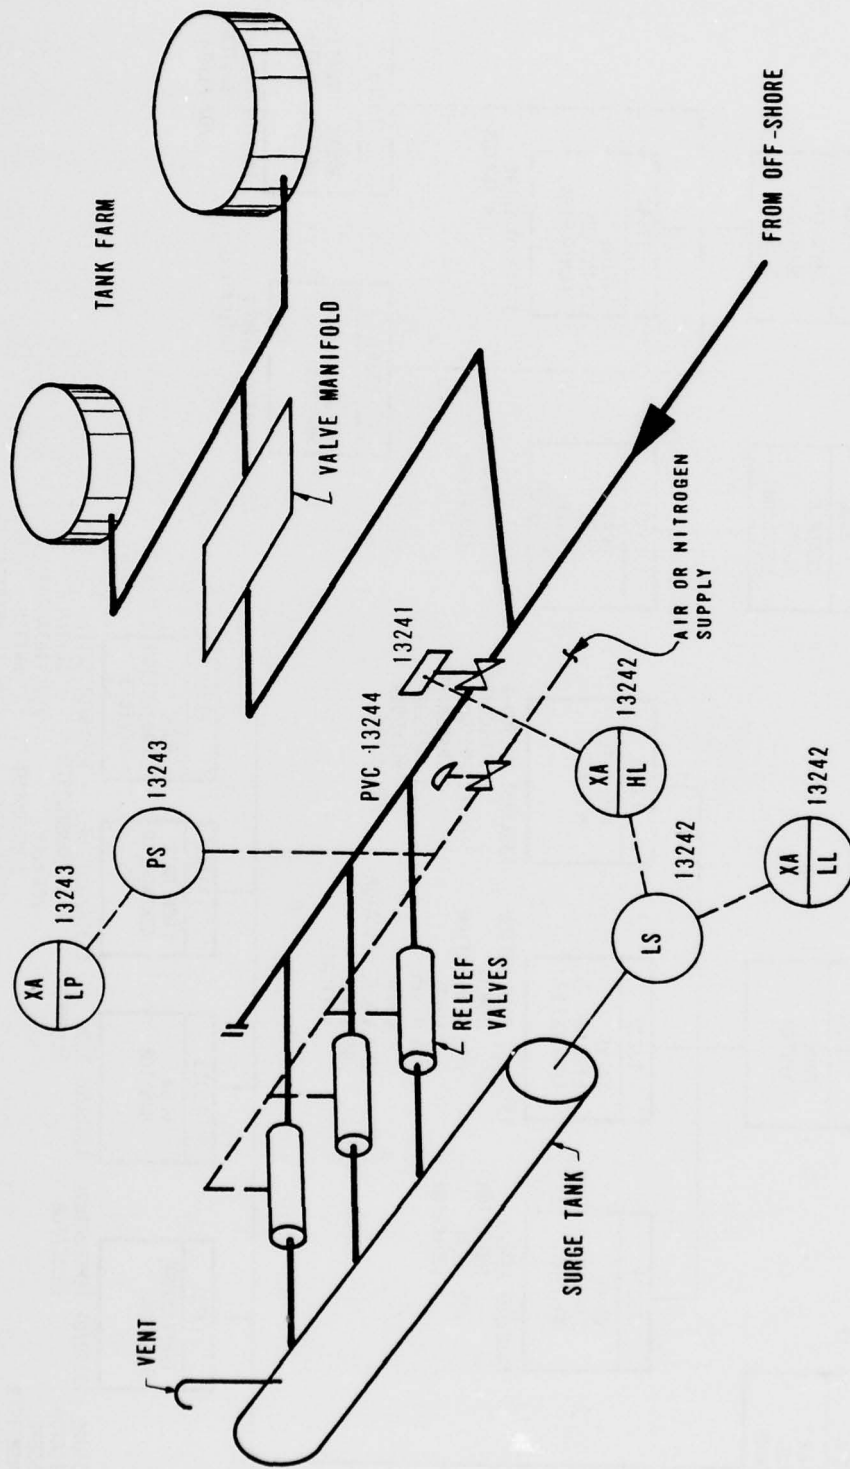 TANK FARM
VALVE MANIFOLD
FROM OFF-SHORE
AIR OR NITROGEN
SUPPLY
13241
PVC 13244
13243
PS
13243
XA
LP
13242
XA
HL
13242
LS
13242
XA
LL
RELIEF
VALVES
SURGE TANK
VENT